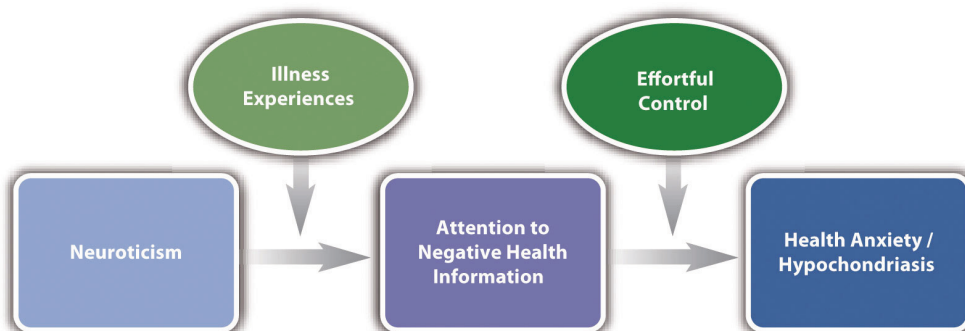 Illness
Experiences
Effortful
Control
Neuroticism
Attention to
Negative Health
Information
Health Anxiety /
Hypochondriasis